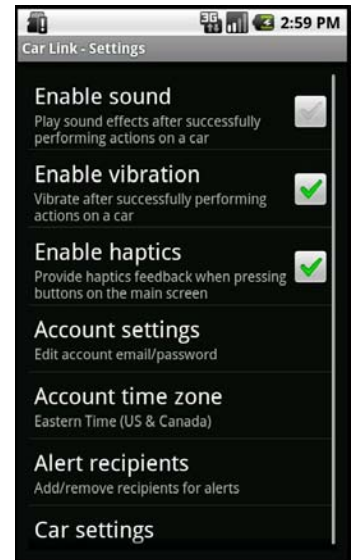 3G 2:59 PM
Car Link - Settings
Enable sound
Play sound effects after successfully
performing actions on a car
Enable vibration
Vibrate after successfully performing
actions on a car
Enable haptics
Provide haptics feedback when pressing
buttons on the main screen
Account settings
Edit account email/password
Account time zone
Eastern Time (US & Canada)
Alert recipients
Add/remove recipients for alerts
Car settings